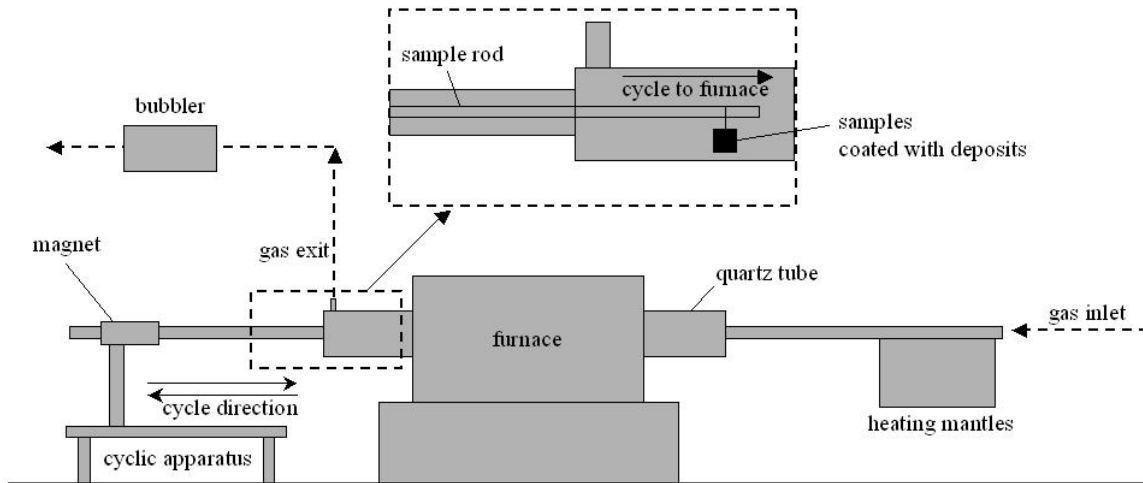 sample rod
cycle to furnace
samples
coated with deposits
bubbler
gas exit
magnet
quartz tube
gas inlet
furnace
cycle direction
heating mantles
cyclic apparatus